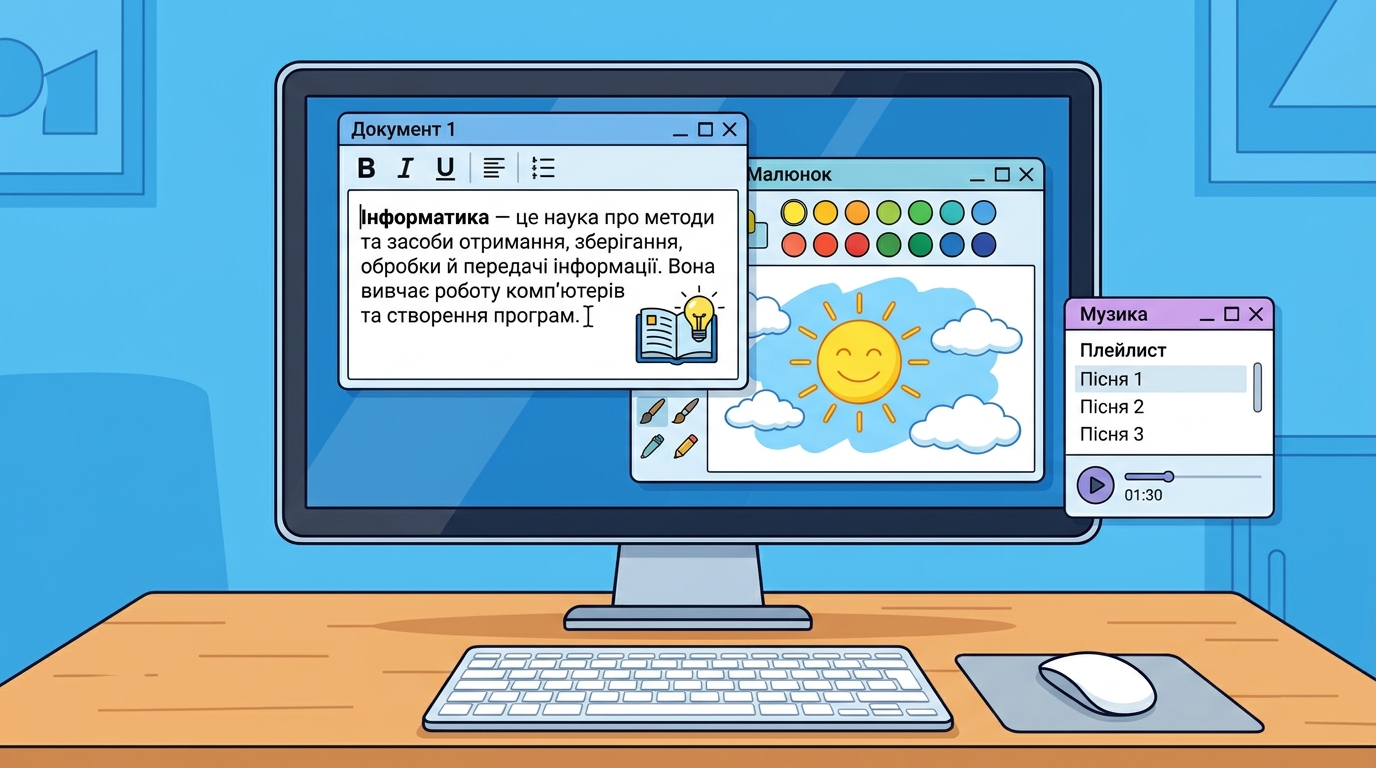 Документ 1
B I U
Інформатика — це наука про методи
та засоби отримання, зберігання,
обробки й передачі інформації. Вона
вивчає роботу комп'ютерів
та створення програм.
Малюнок
Музика
Плейлист
Пісня 1
Пісня 2
Пісня 3
01:30